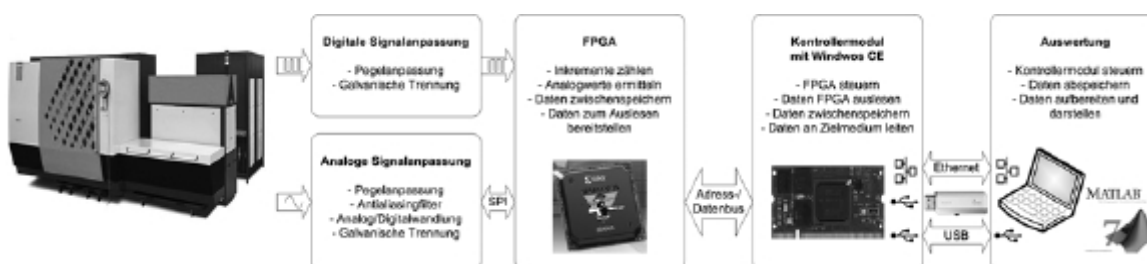 Digitale Signalanpassung
- Pegelanpassung
- Galvanische Trennung
Analoge Signalanpassung
- Pegelanpassung
- Antialiasingfilter
- Analog/Digitalwandlung
- Galvanische Trennung
SPI
FPGA
- Inkremente zählen
- Analogwerte ermitteln
- Daten zwischenspeichern
- Daten zum Auslesen
bereitstellen
Adress-/
Datenbus
Kontrollermodul
mit Windwos CE
- FPGA steuern
- Daten FPGA auslesen
- Daten zwischenspeichern
- Daten an Zielmedium leiten
Ethernet
USB
Auswertung
- Kontrollermodul steuern
- Daten abspeichern
- Daten aufbereiten und
darstellen
MATLAB
7